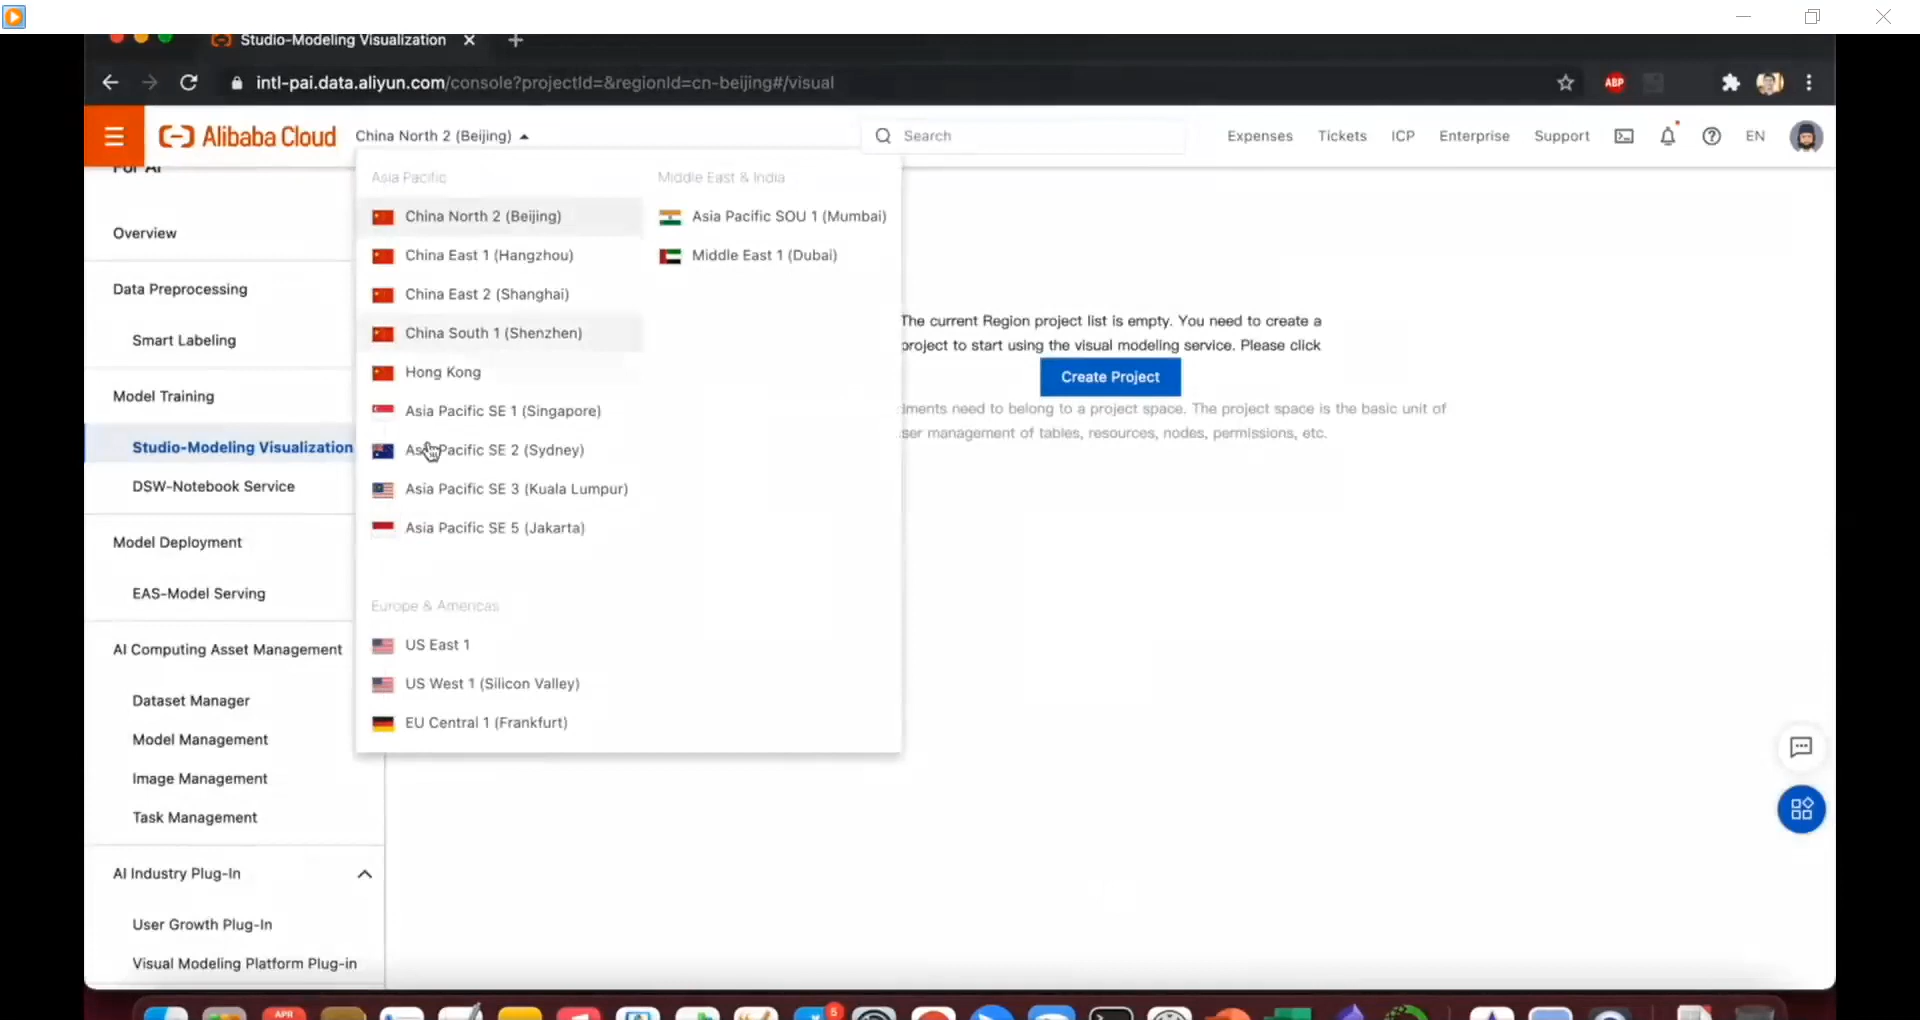 Studio-Modeling Visualization
intl-pai.data.aliyun.com/console?projectId=&regionId=cn-beijing#/visual
ABP
Alibaba Cloud
China North 2 (Beijing)
Search
Expenses
Tickets
ICP
Enterprise
Support
EN
For AI
Overview
Data Preprocessing
Smart Labeling
Model Training
Studio-Modeling Visualization
DSW-Notebook Service
Model Deployment
EAS-Model Serving
AI Computing Asset Management
Dataset Manager
Model Management
Image Management
Task Management
AI Industry Plug-In
User Growth Plug-In
Visual Modeling Platform Plug-in
Asia Pacific
China North 2 (Beijing)
China East 1 (Hangzhou)
China East 2 (Shanghai)
China South 1 (Shenzhen)
Hong Kong
Asia Pacific SE 1 (Singapore)
Asia Pacific SE 2 (Sydney)
Asia Pacific SE 3 (Kuala Lumpur)
Asia Pacific SE 5 (Jakarta)
Europe & Americas
US East 1
US West 1 (Silicon Valley)
EU Central 1 (Frankfurt)
Middle East & India
Asia Pacific SOU 1 (Mumbai)
Middle East 1 (Dubai)
The current Region project list is empty. You need to create a
project to start using the visual modeling service. Please click
Create Project
need to belong to a project space. The project space is the basic unit of
management of tables, resources, nodes, permissions, etc.
APR
5